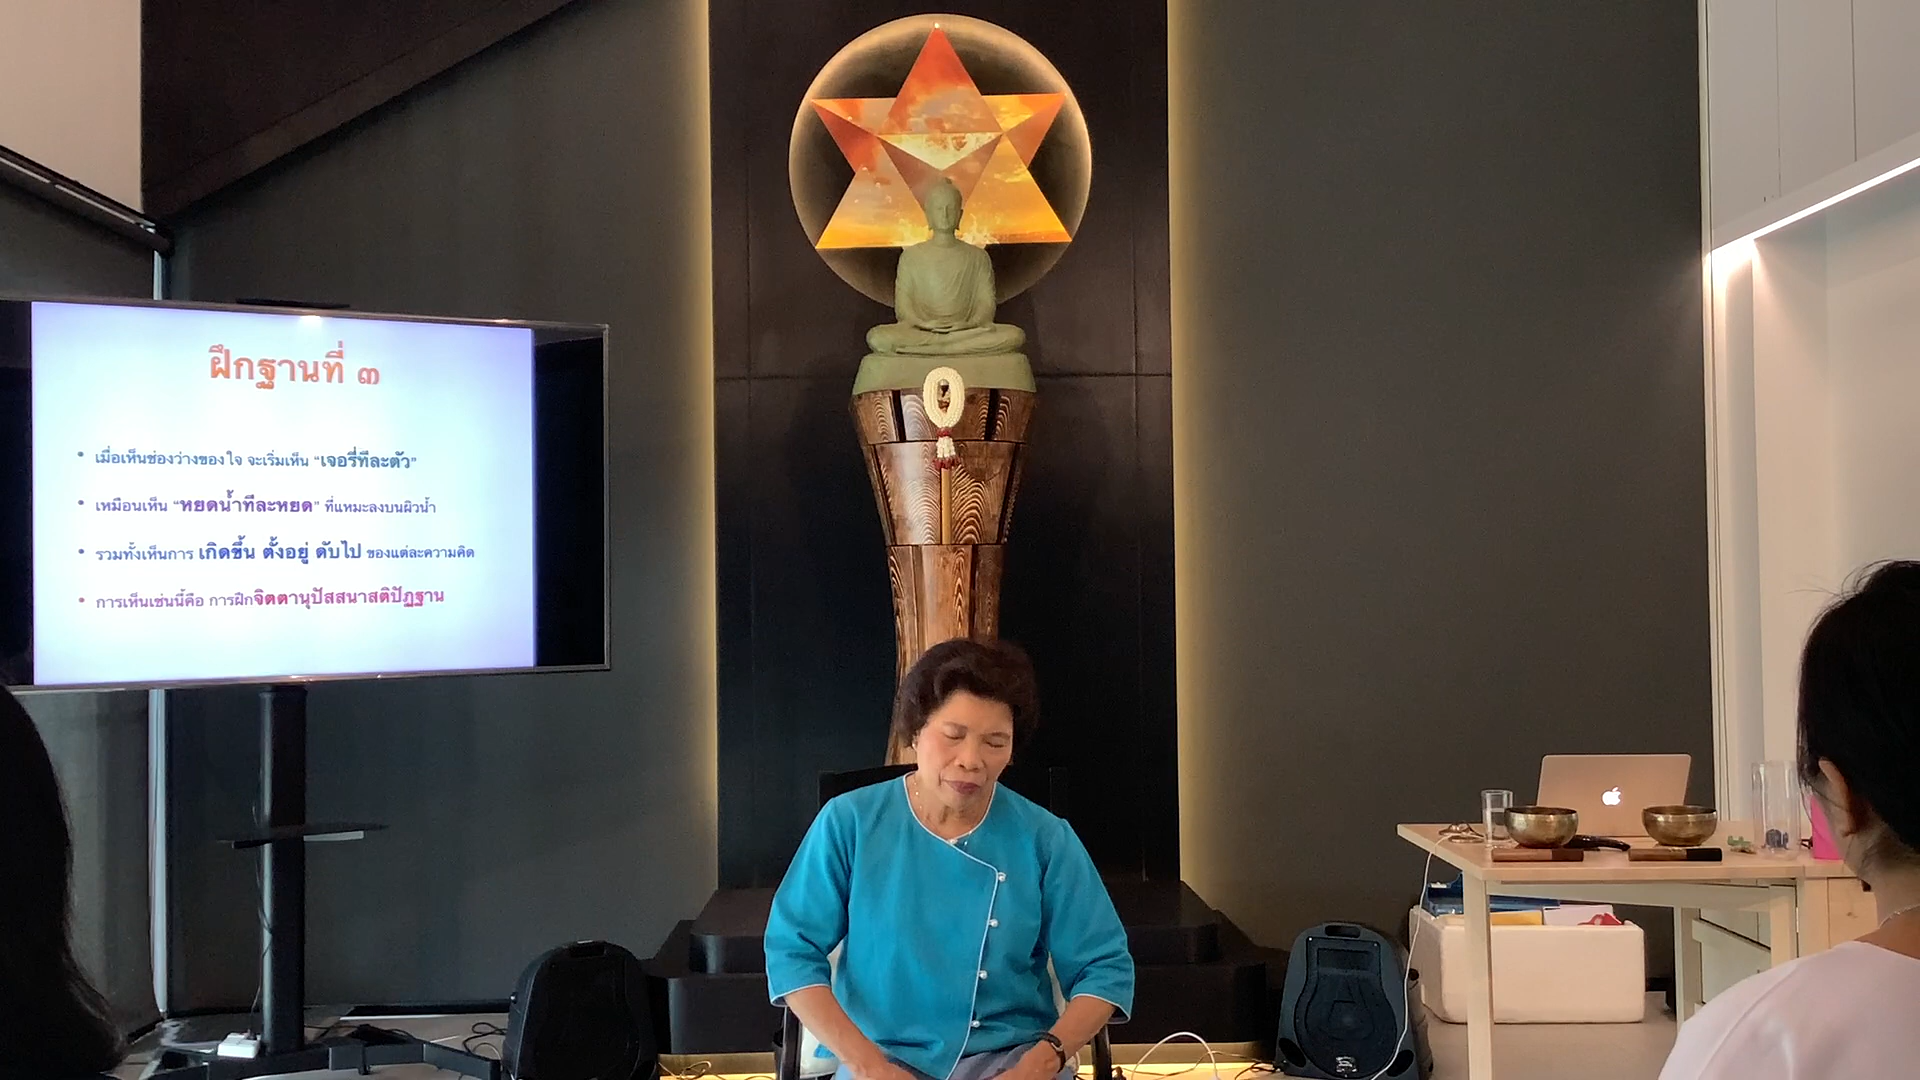 ฝึกฐานที่ ๓
• เมื่อเห็นช่องว่างของใจ จะเริ่มเห็น “เจอรี่ทีละตัว”
• เหมือนเห็น “หยดน้ำทีละหยด” ที่แหมะลงบนผิวน้ำ
• รวมทั้งเห็นการ เกิดขึ้น ตั้งอยู่ ดับไป ของแต่ละความคิด
• การเห็นเช่นนี้คือ การฝึกจิตตานุปัสสนาสติปัฏฐาน